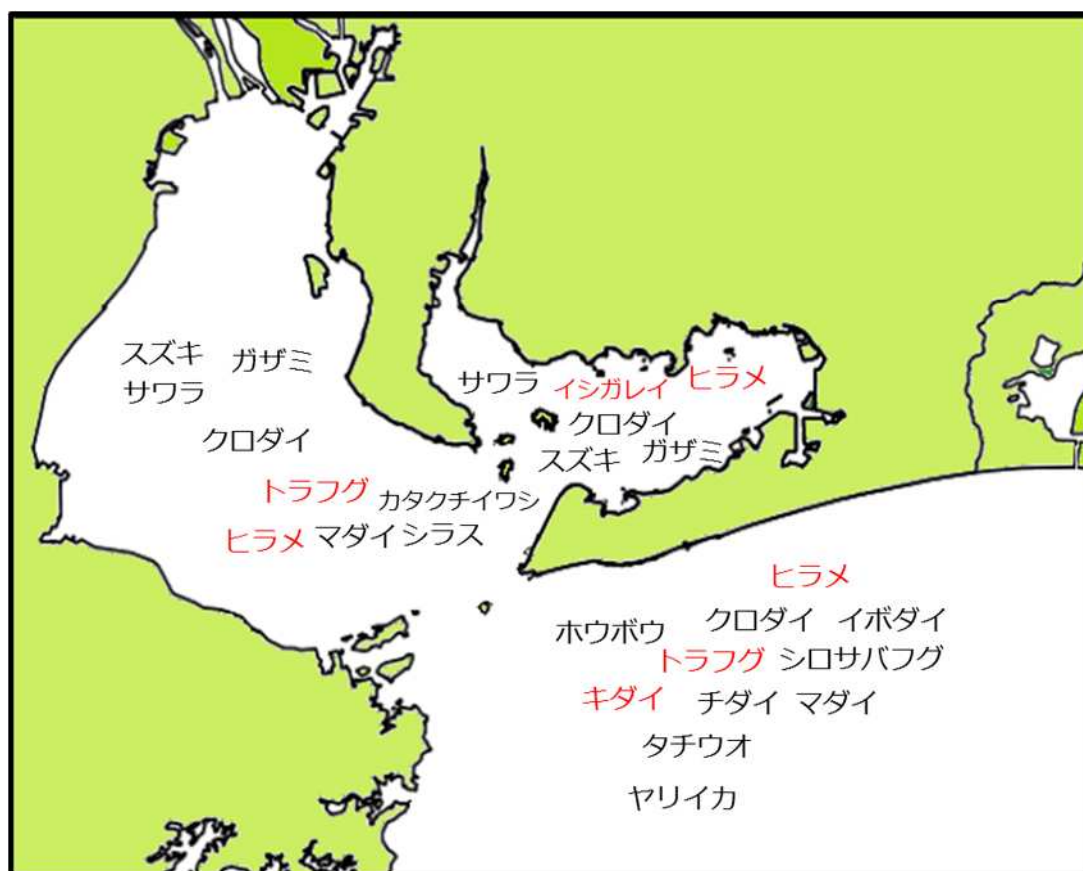 スズキ ガザミ
サワラ
クロダイ
トラフグ カタクチイワシ
ヒラメ マダイ シラス
サワラ イシガレイ ヒラメ
クロダイ
スズキ ガザミ
ヒラメ
ホウボウ クロダイ イボダイ
トラフグ シロサバフグ
キダイ チダイ マダイ
タチウオ
ヤリイカ